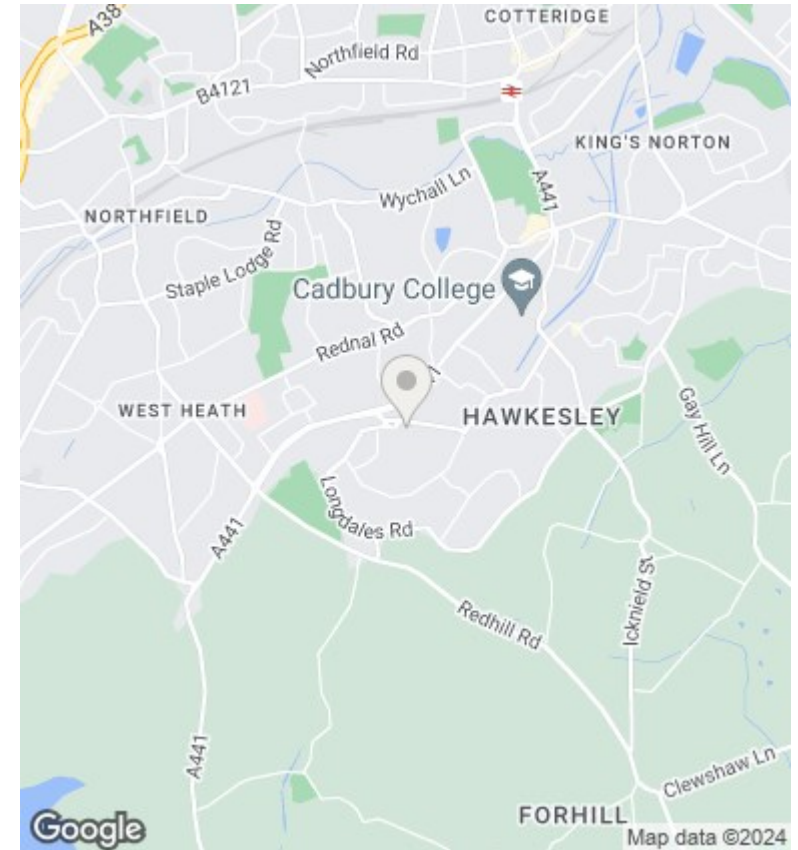 A38
COTTERIDGE
Northfield Rd
B4121
KING'S NORTON
Wychall Ln
A441
NORTHFIELD
Staple Lodge Rd
Cadbury College
Rednal Rd
WEST HEATH
HAWKESLEY
Gay Hill Ln
Longdales Rd
A441
Icknield St
Redhill Rd
A441
Clewshaw Ln
FORHILL
Google
Map data ©2024